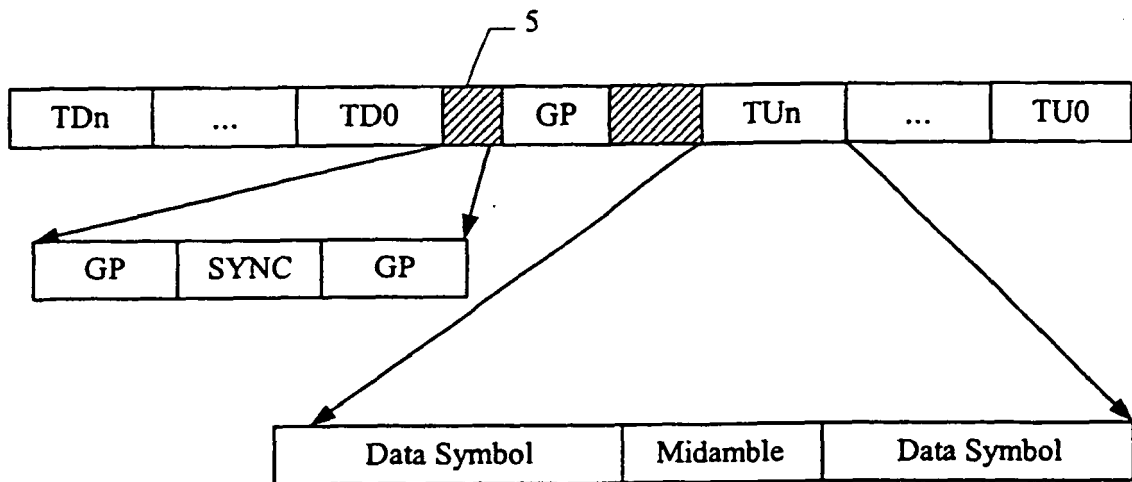 5
TDn ... TD0 GP TUn ... TU0
GP SYNC GP
Data Symbol Midamble Data Symbol